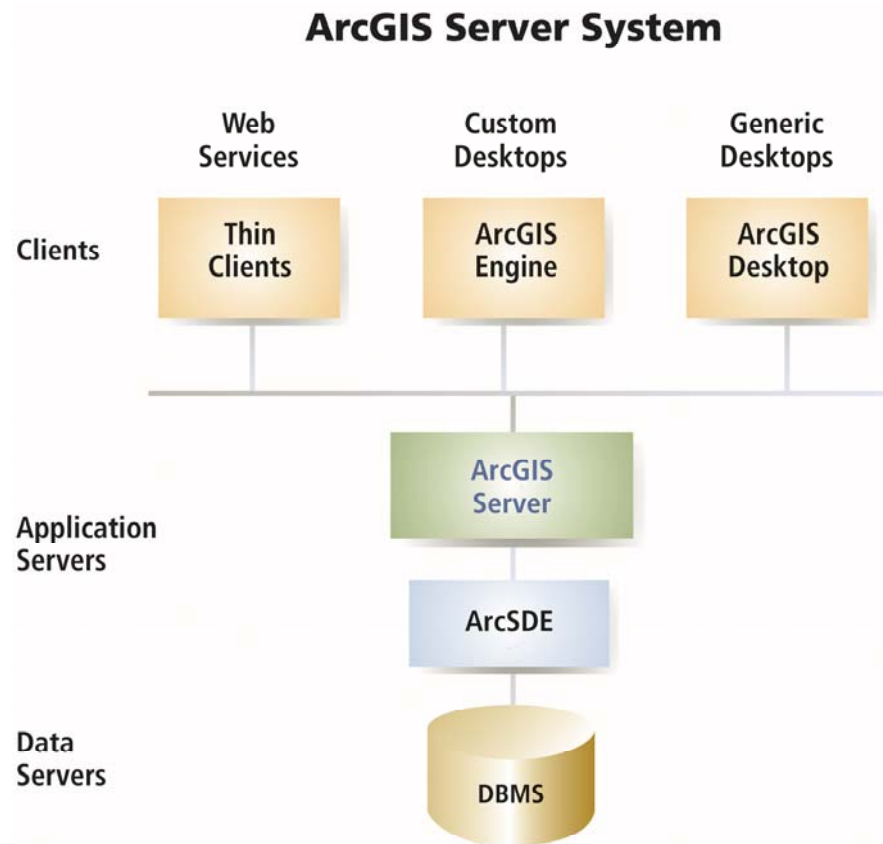 ArcGIS Server System
Web
Services
Custom
Desktops
Generic
Desktops
Clients
Thin
Clients
ArcGIS
Engine
ArcGIS
Desktop
Application
Servers
ArcGIS
Server
ArcSDE
Data
Servers
DBMS